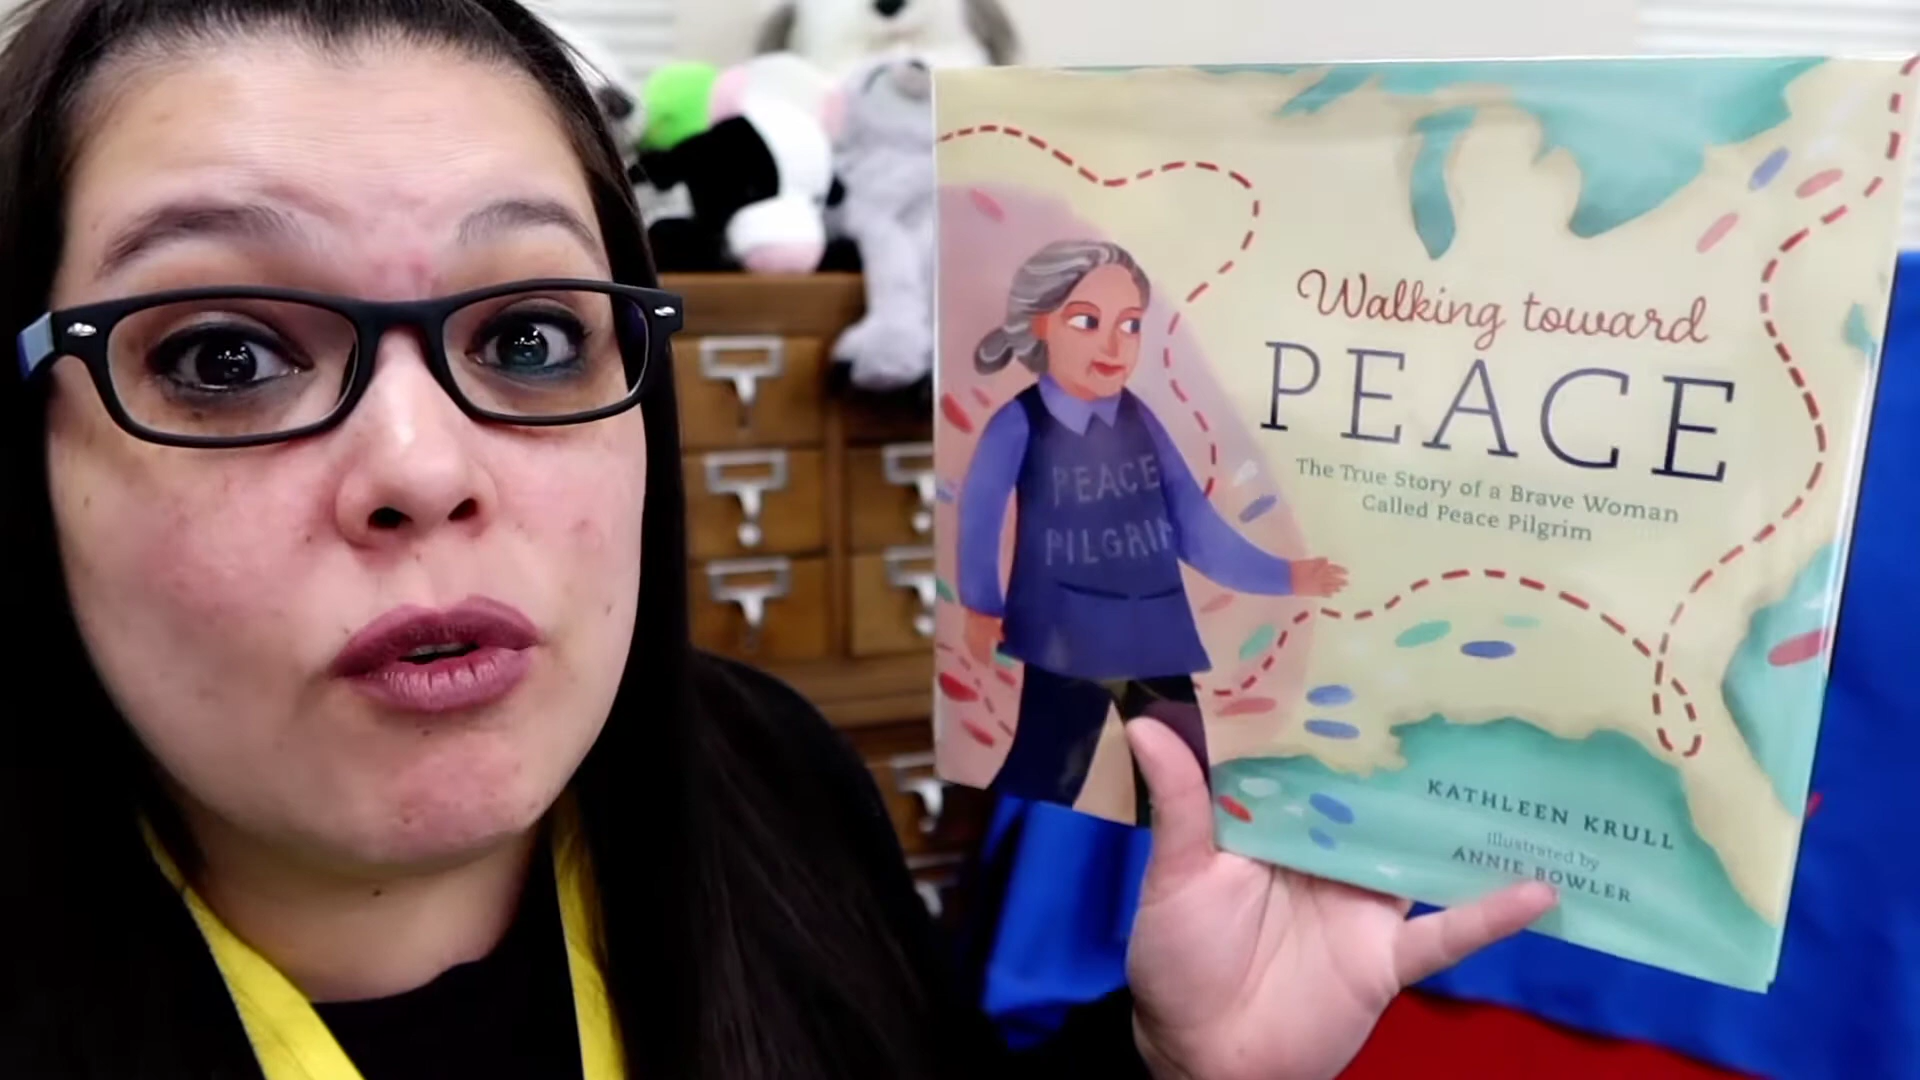 Walking toward
PEACE
The True Story of a Brave Woman
Called Peace Pilgrim
PEACE
PILGRIM
KATHLEEN KRULL
illustrated by
ANNIE BOWLER